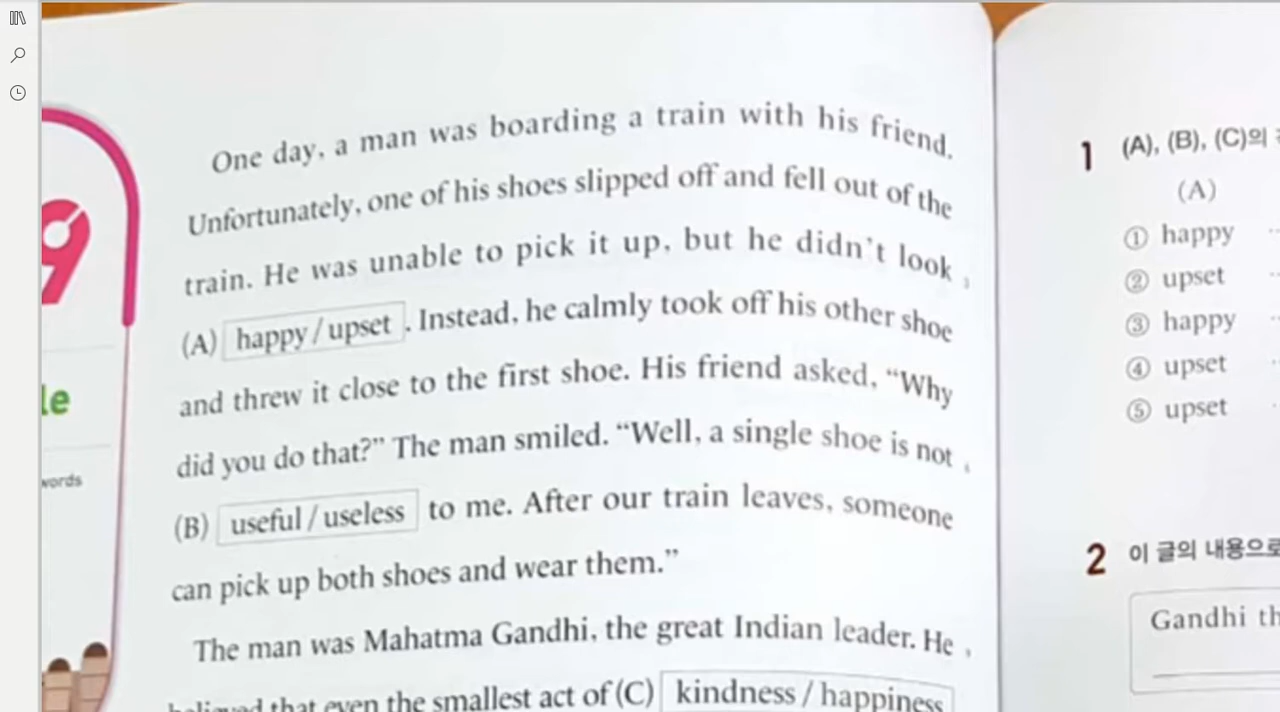 9
le
words
One day, a man was boarding a train with his friend.
Unfortunately, one of his shoes slipped off and fell out of the
train. He was unable to pick it up, but he didn't look
(A) happy / upset . Instead, he calmly took off his other shoe
and threw it close to the first shoe. His friend asked, “Why
did you do that?” The man smiled. “Well, a single shoe is not
(B) useful / useless to me. After our train leaves, someone
can pick up both shoes and wear them.”
The man was Mahatma Gandhi, the great Indian leader. He
believed that even the smallest act of (C) kindness / happiness
1 (A), (B), (C)의
(A)
① happy
② upset
③ happy
④ upset
⑤ upset
2 이 글의 내용으로
Gandhi th